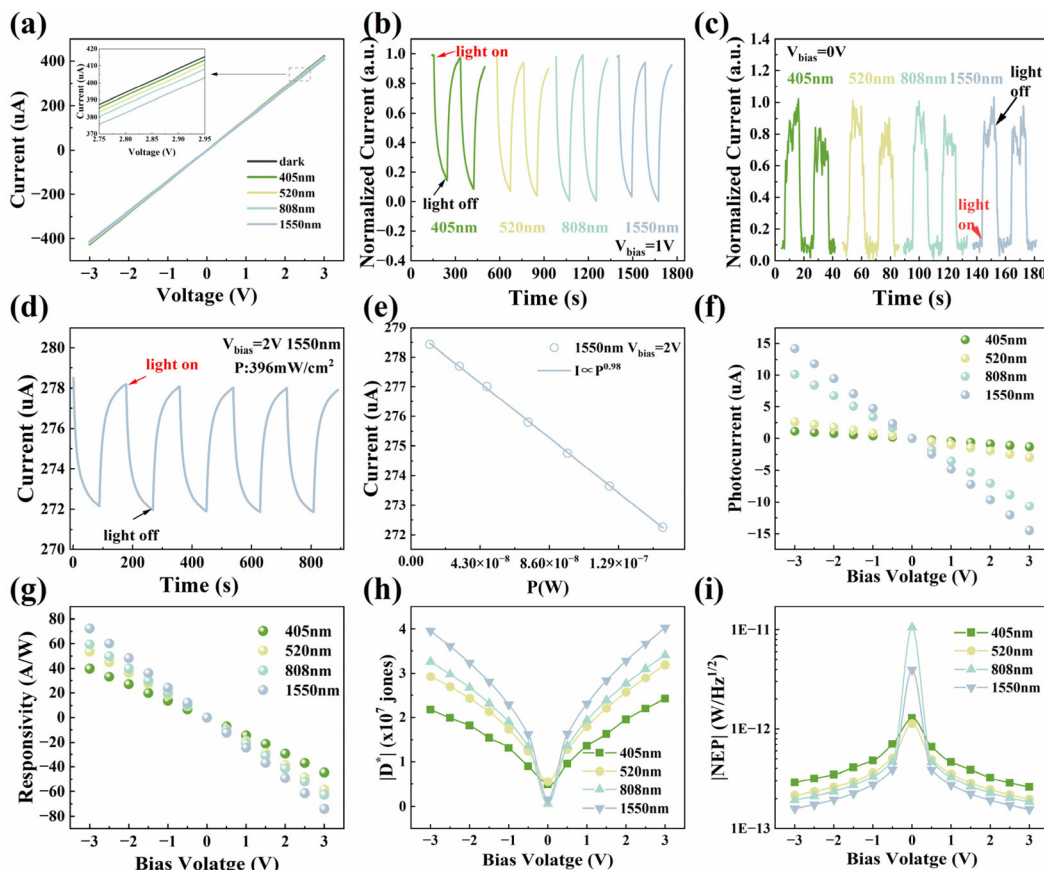 (a)
Current (uA)
400
200
0
−200
−400
−3
−2
−1
0
1
2
3
Voltage (V)
420
410
400
390
380
370
2.75
2.80
2.85
2.90
2.95
Current (uA)
Voltage (V)
dark
405nm
520nm
808nm
1550nm
(b)
Normalized Current (a.u.)
1.4
1.2
1.0
0.8
0.6
0.4
0.2
0.0
−0.4
light on
light off
405nm 520nm 808nm 1550nm
V_bias=1V
300 600 900 1200 1500 1800
Time (s)
(c)
Normalized Current (a.u.)
1.4
1.2
1.0
0.8
0.6
0.4
0.2
0.0
V_bias=0V
405nm 520nm 808nm 1550nm
light
off
light
on
0 20 40 60 80 100 120 140 160 180
Time (s)
(d)
Current (uA)
280
278
276
274
272
270
V_bias=2V 1550nm
P:396mW/cm²
light on
light off
0 200 400 600 800
Time (s)
(e)
Current (uA)
279
278
277
276
275
274
273
272
1550nm V_bias=2V
I∝P^0.98
0.00
4.30×10⁻⁸
8.60×10⁻⁸
1.29×10⁻⁷
P(W)
(f)
Photocurrent (uA)
15
10
5
0
−5
−10
−15
405nm
520nm
808nm
1550nm
−3 −2 −1 0 1 2 3
Bias Volatge (V)
(g)
Responsivity (A/W)
80
60
40
20
0
−20
−40
−60
−80
405nm
520nm
808nm
1550nm
−3 −2 −1 0 1 2 3
Bias Volatge (V)
(h)
|D*| (x10⁷ jones)
4
3
2
1
0
405nm
520nm
808nm
1550nm
−3 −2 −1 0 1 2 3
Bias Volatge (V)
(i)
|NEP| (W/Hz^1/2)
1E-11
1E-12
1E-13
405nm
520nm
808nm
1550nm
−3 −2 −1 0 1 2 3
Bias Volatge (V)